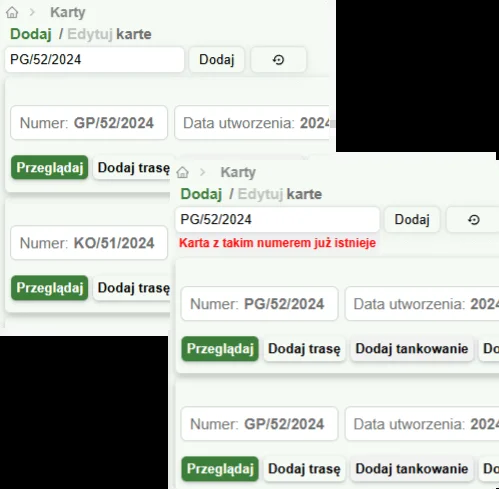 Karty
Dodaj / Edytuj karte
PG/52/2024 Dodaj
Numer: GP/52/2024 Data utworzenia: 2024
Przeglądaj Dodaj trasę
Numer: KO/51/2024
Przeglądaj Dodaj trasę
Karty
Dodaj / Edytuj karte
PG/52/2024 Dodaj
Karta z takim numerem już istnieje
Numer: PG/52/2024 Data utworzenia: 2024
Przeglądaj Dodaj trasę Dodaj tankowanie Do
Numer: GP/52/2024 Data utworzenia: 2024
Przeglądaj Dodaj trasę Dodaj tankowanie Do